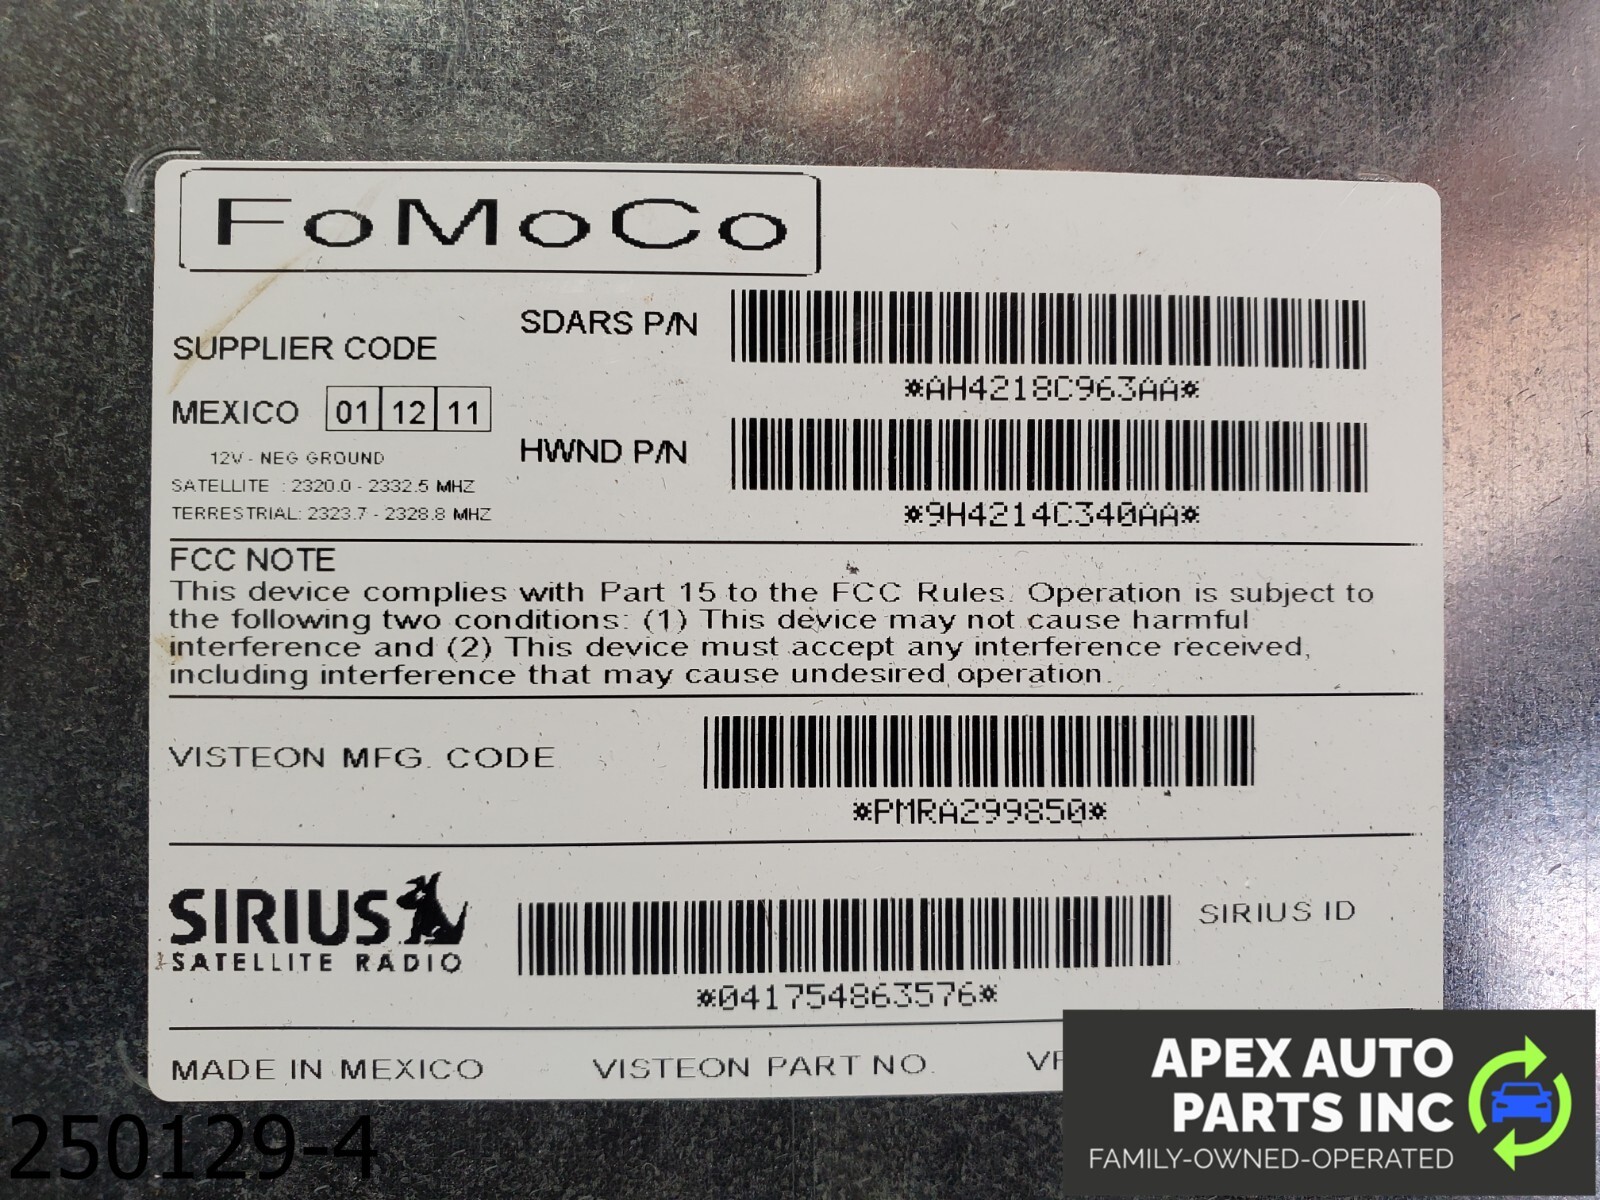 FoMoCo
SUPPLIER CODE
MEXICO 01 12 11
12V - NEG GROUND
SATELLITE : 2320.0 - 2332.5 MHZ
TERRESTRIAL: 2323.7 - 2328.8 MHZ
SDARS P/N
*AH4218C963AA*
HWND P/N
*9H4214C340AA*
FCC NOTE
This device complies with Part 15 to the FCC Rules. Operation is subject to
the following two conditions: (1) This device may not cause harmful
interference and (2) This device must accept any interference received,
including interference that may cause undesired operation.
VISTEON MFG. CODE
*PMRA299850*
SIRIUS
SATELLITE RADIO
*041754863576*
SIRIUS ID
MADE IN MEXICO VISTEON PART NO.
250129-4
APEX AUTO
PARTS INC
FAMILY-OWNED-OPERATED